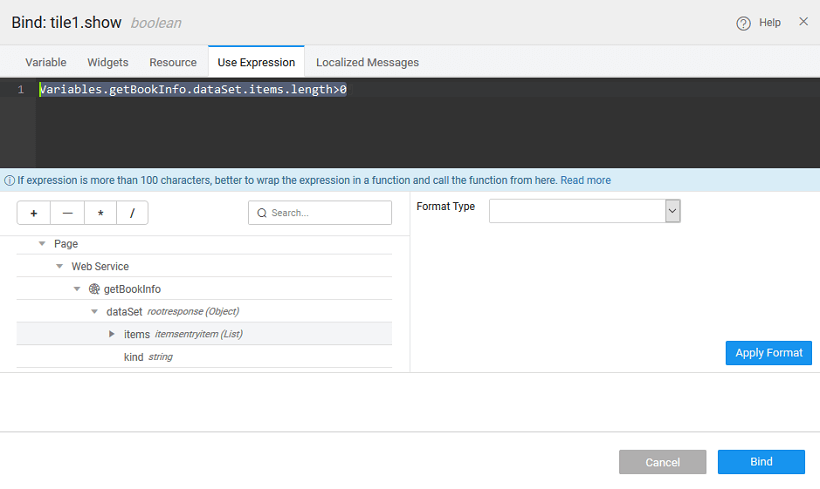 Bind: tile1.show boolean
Help
Variable Widgets Resource Use Expression Localized Messages
1 Variables.getBookInfo.dataSet.items.length>0
If expression is more than 100 characters, better to wrap the expression in a function and call the function from here. Read more
+ — * /
Search...
Format Type
Page
Web Service
getBookInfo
dataSet rootresponse (Object)
items itemsentryitem (List)
kind string
Apply Format
Cancel
Bind